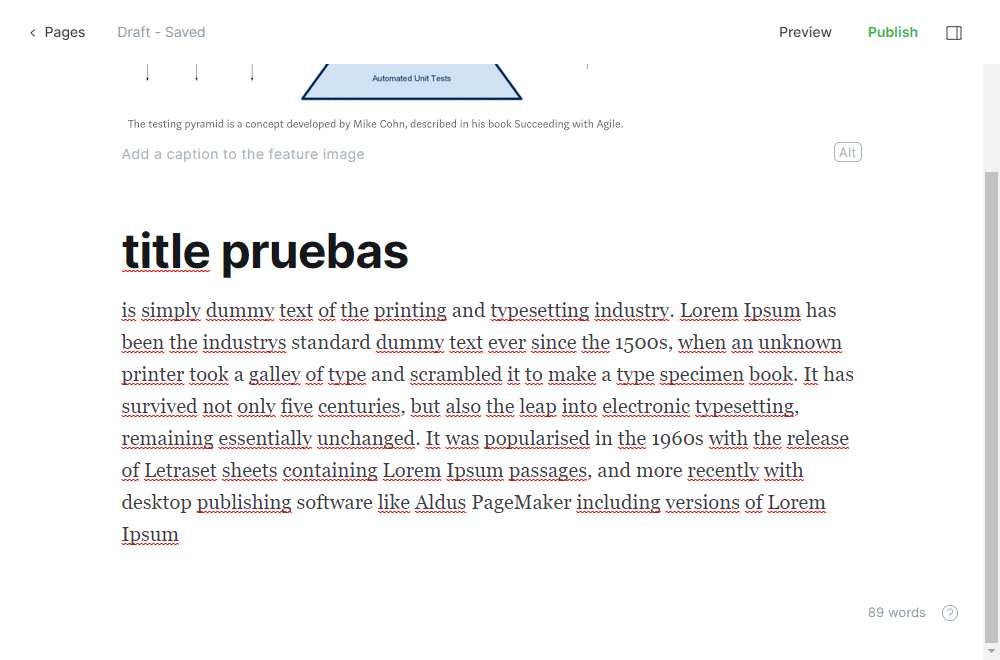 Pages
Draft - Saved
Preview
Publish
Automated Unit Tests
The testing pyramid is a concept developed by Mike Cohn, described in his book Succeeding with Agile.
Add a caption to the feature image
Alt
title pruebas
is simply dummy text of the printing and typesetting industry. Lorem Ipsum has
been the industrys standard dummy text ever since the 1500s, when an unknown
printer took a galley of type and scrambled it to make a type specimen book. It has
survived not only five centuries, but also the leap into electronic typesetting,
remaining essentially unchanged. It was popularised in the 1960s with the release
of Letraset sheets containing Lorem Ipsum passages, and more recently with
desktop publishing software like Aldus PageMaker including versions of Lorem
Ipsum
89 words
?